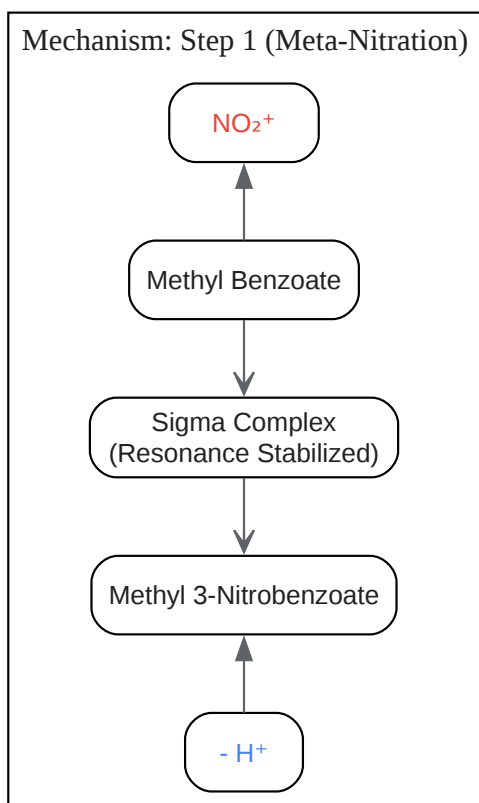 Mechanism: Step 1 (Meta-Nitration)
NO₂⁺
Methyl Benzoate
Sigma Complex
(Resonance Stabilized)
Methyl 3-Nitrobenzoate
- H⁺